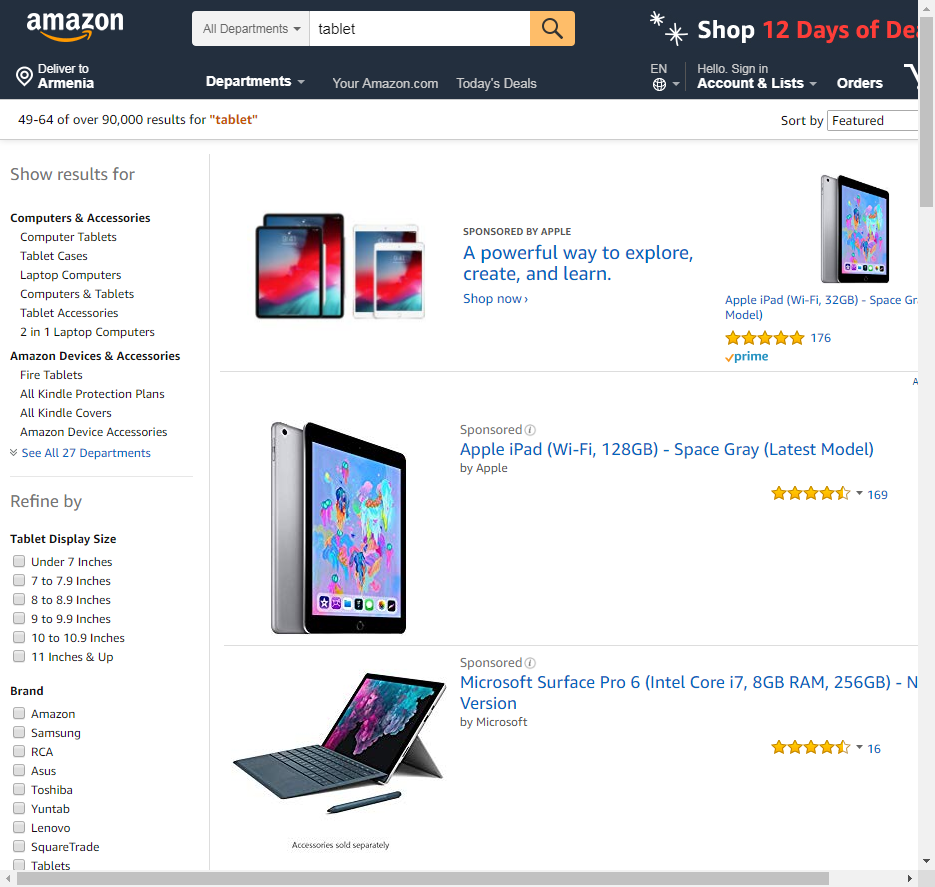 amazon
All Departments
tablet
Shop 12 Days of Dea
Deliver to
Armenia
Departments
Your Amazon.com
Today's Deals
EN
Hello. Sign in
Account & Lists
Orders
49-64 of over 90,000 results for "tablet"
Sort by
Featured
Show results for
Computers & Accessories
Computer Tablets
Tablet Cases
Laptop Computers
Computers & Tablets
Tablet Accessories
2 in 1 Laptop Computers
Amazon Devices & Accessories
Fire Tablets
All Kindle Protection Plans
All Kindle Covers
Amazon Device Accessories
See All 27 Departments
Refine by
Tablet Display Size
Under 7 Inches
7 to 7.9 Inches
8 to 8.9 Inches
9 to 9.9 Inches
10 to 10.9 Inches
11 Inches & Up
Brand
Amazon
Samsung
RCA
Asus
Toshiba
Yuntab
Lenovo
SquareTrade
Tablets
SPONSORED BY APPLE
A powerful way to explore,
create, and learn.
Shop now ›
Apple iPad (Wi-Fi, 32GB) - Space Gr
Model)
176
prime
A
Sponsored
Apple iPad (Wi-Fi, 128GB) - Space Gray (Latest Model)
by Apple
169
Sponsored
Microsoft Surface Pro 6 (Intel Core i7, 8GB RAM, 256GB) - N
Version
by Microsoft
16
Accessories sold separately